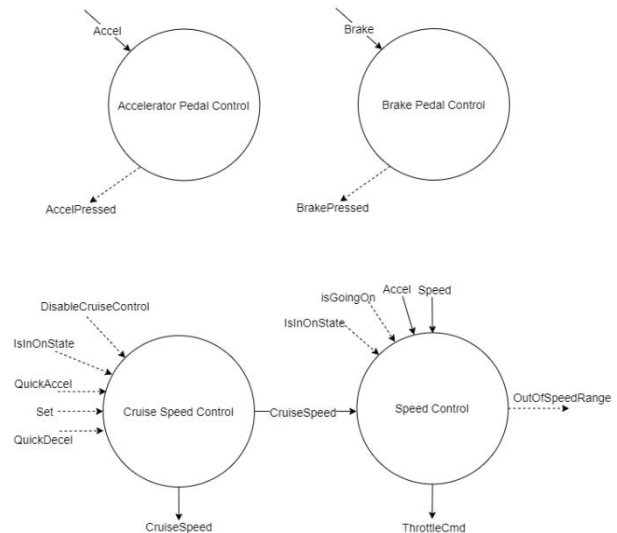 Accel
Brake
Accelerator Pedal Control
Brake Pedal Control
AccelPressed
BrakePressed
DisableCruiseControl
IsInOnState
QuickAccel
Set
QuickDecel
Cruise Speed Control
CruiseSpeed
CruiseSpeed
isGoingOn
Accel
Speed
IsInOnState
Speed Control
OutOfSpeedRange
ThrottleCmd